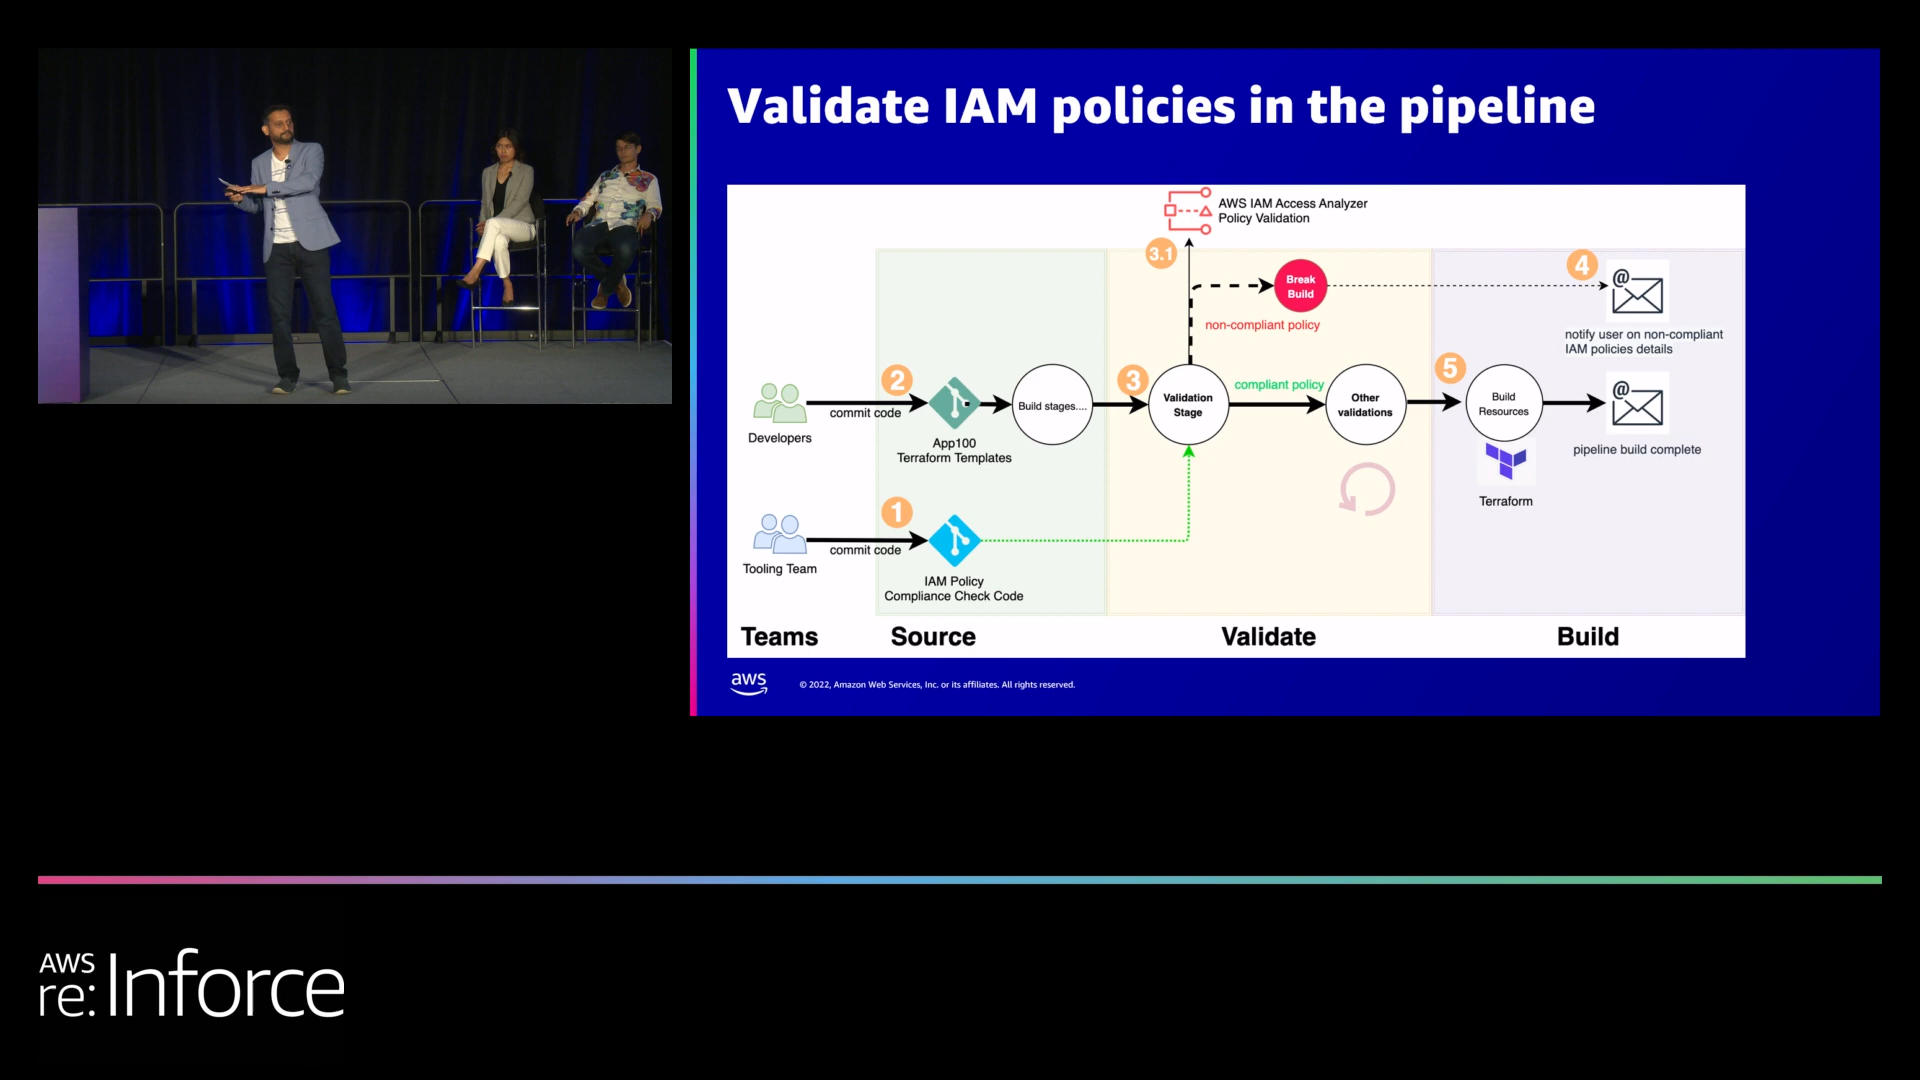 Validate IAM policies in the pipeline
AWS IAM Access Analyzer
Policy Validation
3.1
Break
Build
4
non-compliant policy
notify user on non-compliant
IAM policies details
2
commit code
Developers
App100
Terraform Templates
Build stages....
3
Validation
Stage
compliant policy
Other
validations
5
Build
Resources
pipeline build complete
Terraform
1
commit code
Tooling Team
IAM Policy
Compliance Check Code
Teams
Source
Validate
Build
aws
© 2022, Amazon Web Services, Inc. or its affiliates. All rights reserved.
AWS
re:Inforce